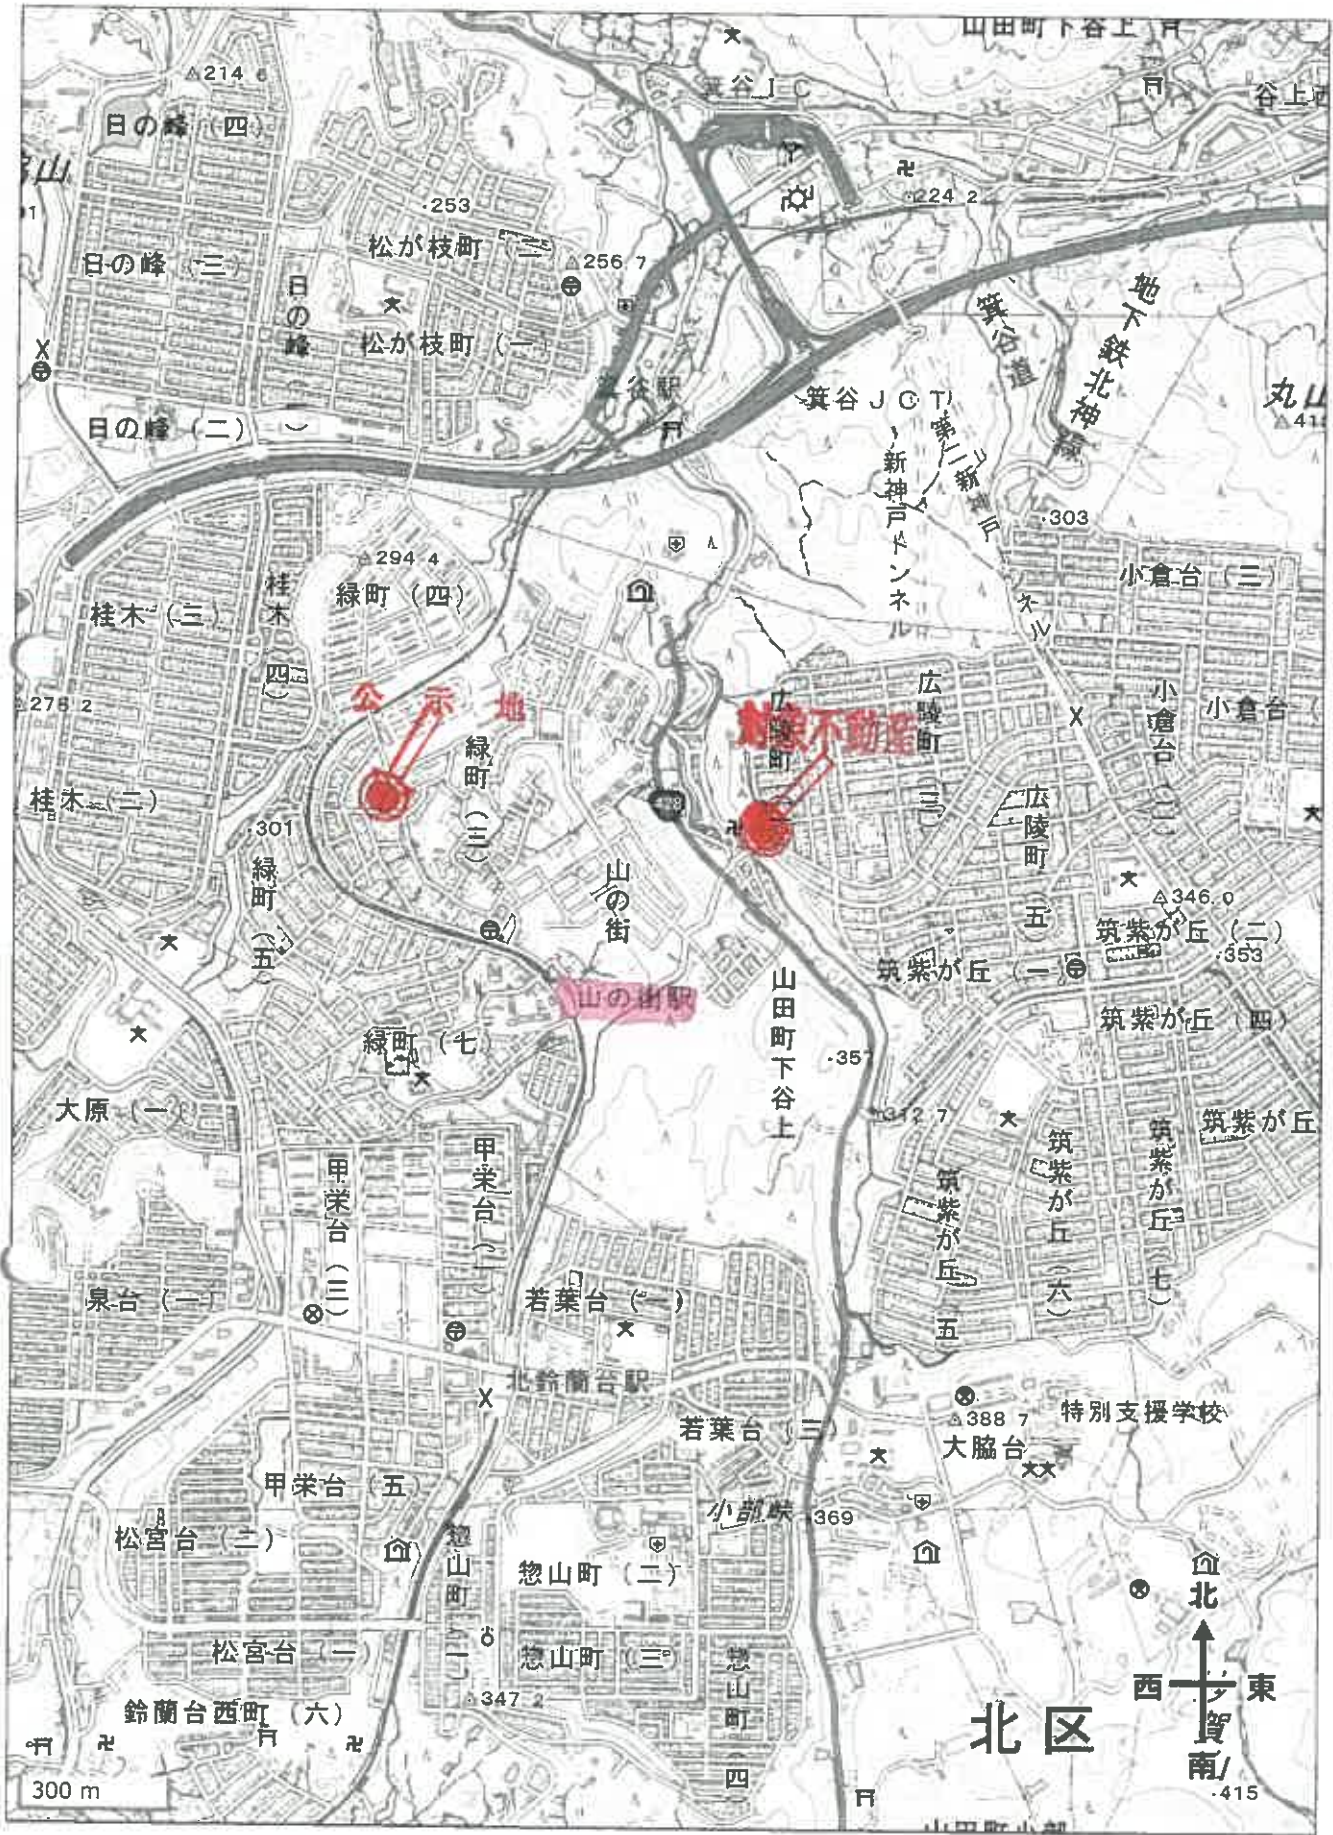 山田町下谷上
214.6
箕谷ＩＣ
谷上西
日の峰（四）
253
224.2
松が枝町（二）
256.7
日の峰（三）
日の峰（一）
箕谷道
地下鉄北神線
松が枝町（一）
箕谷駅
箕谷ＪＣＴ
丸山
日の峰（二）
新神戸トンネル
第二新神戸トンネル
303
294.4
緑町（四）
小倉台（三）
桂木（三）
桂木（四）
278.2
公示地
対象不動産
広陵町
広陵町（三）
小倉台（二）
小倉台（
緑町（三）
桂木（二）
301
428
広陵町（五）
緑町（五）
山の街
346.0
筑紫が丘（二）
353
筑紫が丘（一）
山の街駅
山田町下谷上
筑紫が丘（四）
緑町（七）
357
312.7
大原（一）
筑紫が丘
甲栄台（三）
甲栄台（一）
筑紫が丘（五）
筑紫が丘（六）
筑紫が丘（七）
泉台（一）
若葉台（一）
北鈴蘭台駅
若葉台（三）
388.7
特別支援学校
大脇台
甲栄台（五）
小部峠
369
松宮台（二）
惣山町（一）
惣山町（二）
松宮台（一）
惣山町（三）
惣山町（四）
347.2
鈴蘭台西町（六）
北
西
東
南
北区
300 m
415
山田町小部